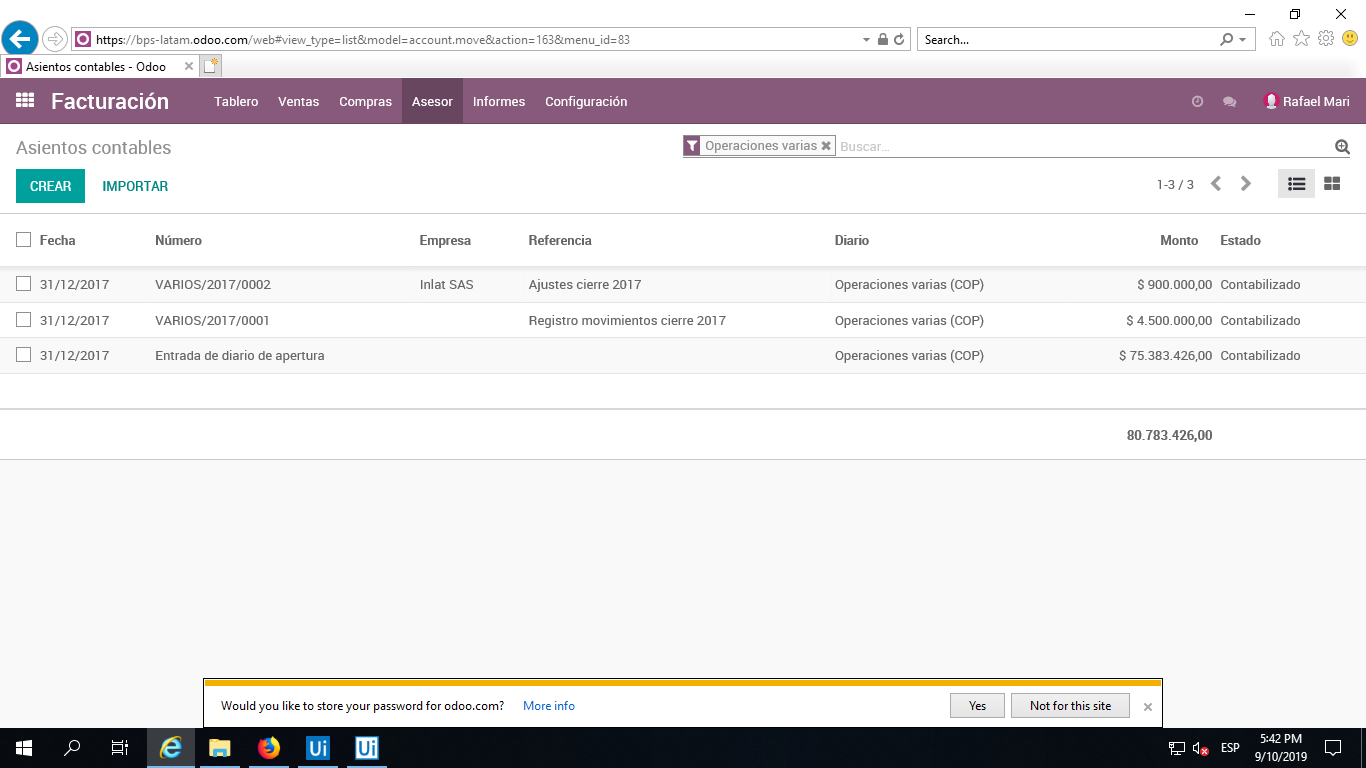 https://bps-latam.odoo.com/web#view_type=list&model=account.move&action=163&menu_id=83
Search...
Asientos contables - Odoo
Facturación
Tablero Ventas Compras Asesor Informes Configuración
Rafael Mari
Asientos contables
Operaciones varias
Buscar...
CREAR IMPORTAR
1-3 / 3
Fecha Número Empresa Referencia Diario Monto Estado
31/12/2017 VARIOS/2017/0002 Inlat SAS Ajustes cierre 2017 Operaciones varias (COP) $ 900.000,00 Contabilizado
31/12/2017 VARIOS/2017/0001 Registro movimientos cierre 2017 Operaciones varias (COP) $ 4.500.000,00 Contabilizado
31/12/2017 Entrada de diario de apertura Operaciones varias (COP) $ 75.383.426,00 Contabilizado
80.783.426,00
Would you like to store your password for odoo.com? More info Yes Not for this site
Ui
Ui
ESP
5:42 PM
9/10/2019